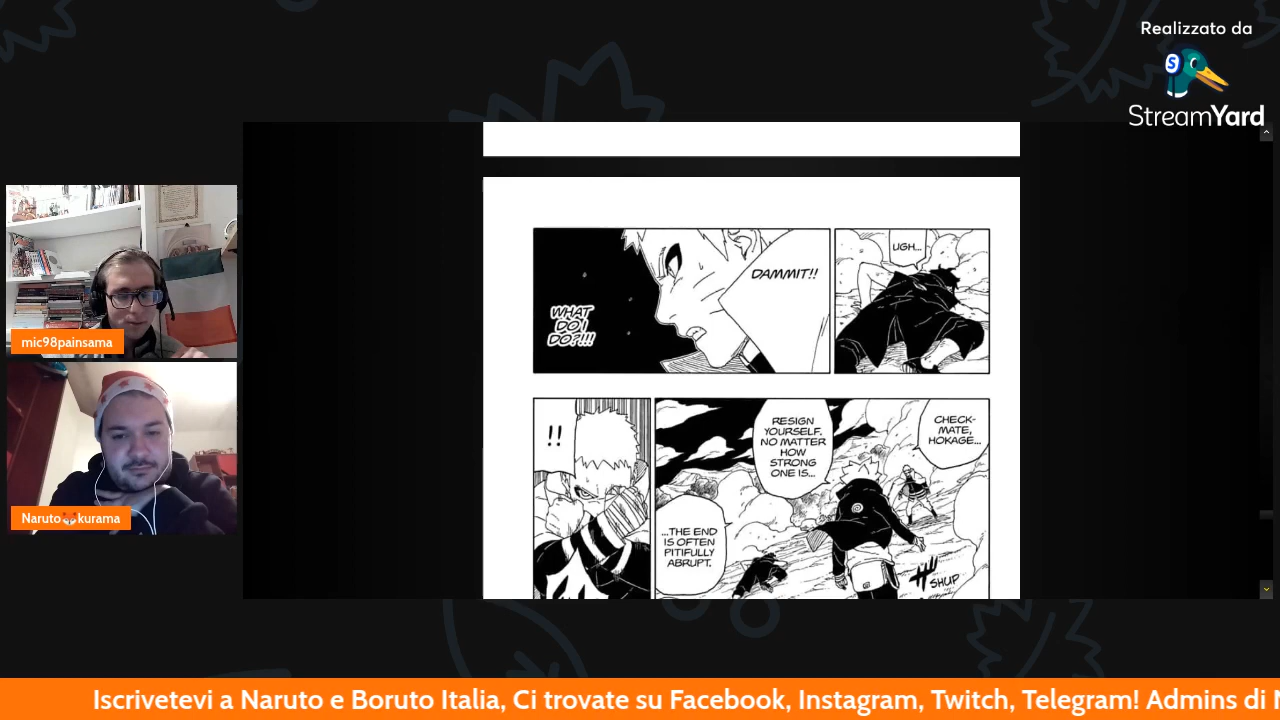 Realizzato da
S
StreamYard
DAMMIT!!
UGH...
WHAT
DO I
DO?!!!
!!
RESIGN
YOURSELF.
NO MATTER
HOW
STRONG
ONE IS...
CHECK-
MATE,
HOKAGE...
...THE END
IS OFTEN
PITIFULLY
ABRUPT.
SHUP
mic98painsama
Naruto🦊kurama
Iscrivetevi a Naruto e Boruto Italia, Ci trovate su Facebook, Instagram, Twitch, Telegram! Admins di